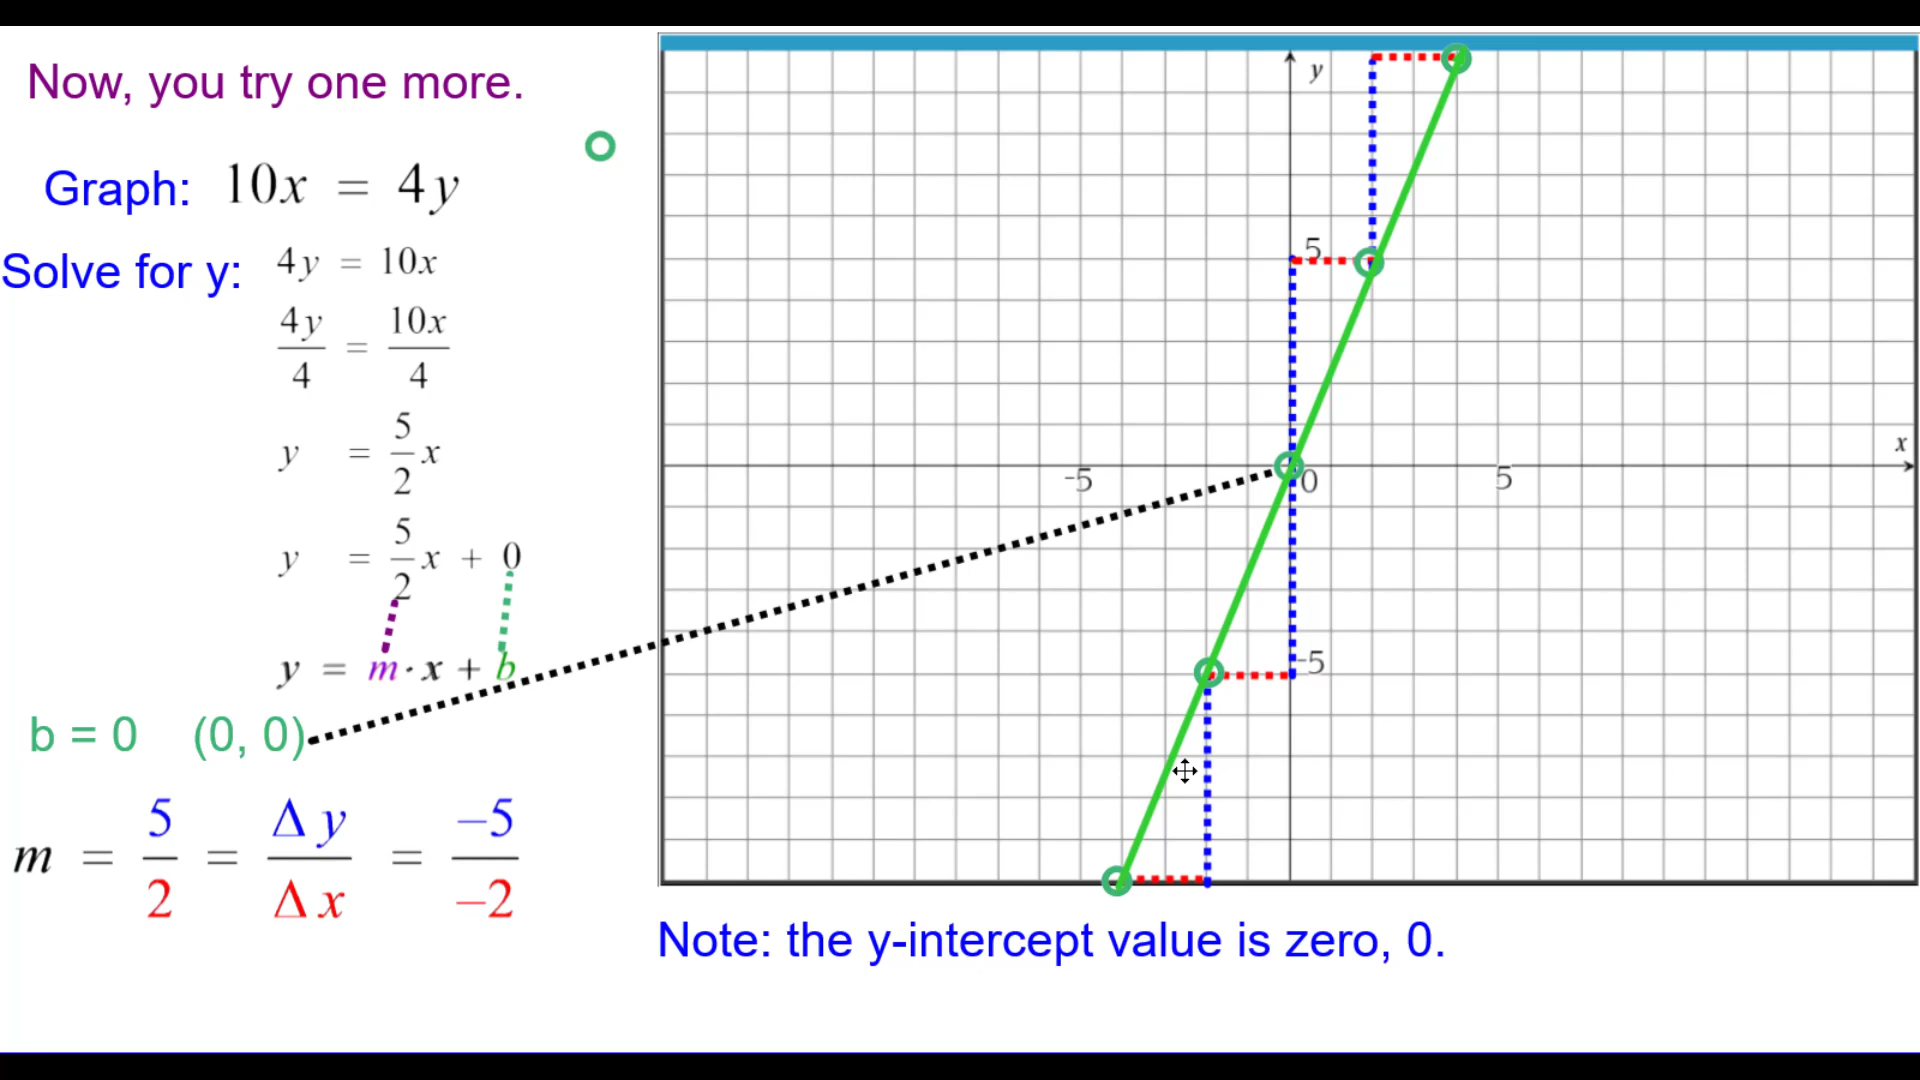 Now, you try one more.
Graph: 10x = 4y
Solve for y: 4y = 10x
4y/4 = 10x/4
y = 5/2 x
y = 5/2 x + 0
y = m · x + b
b = 0 (0, 0)
m = 5/2 = Δy/Δx = −5/−2
y
5
x
-5
0
5
-5
Note: the y-intercept value is zero, 0.